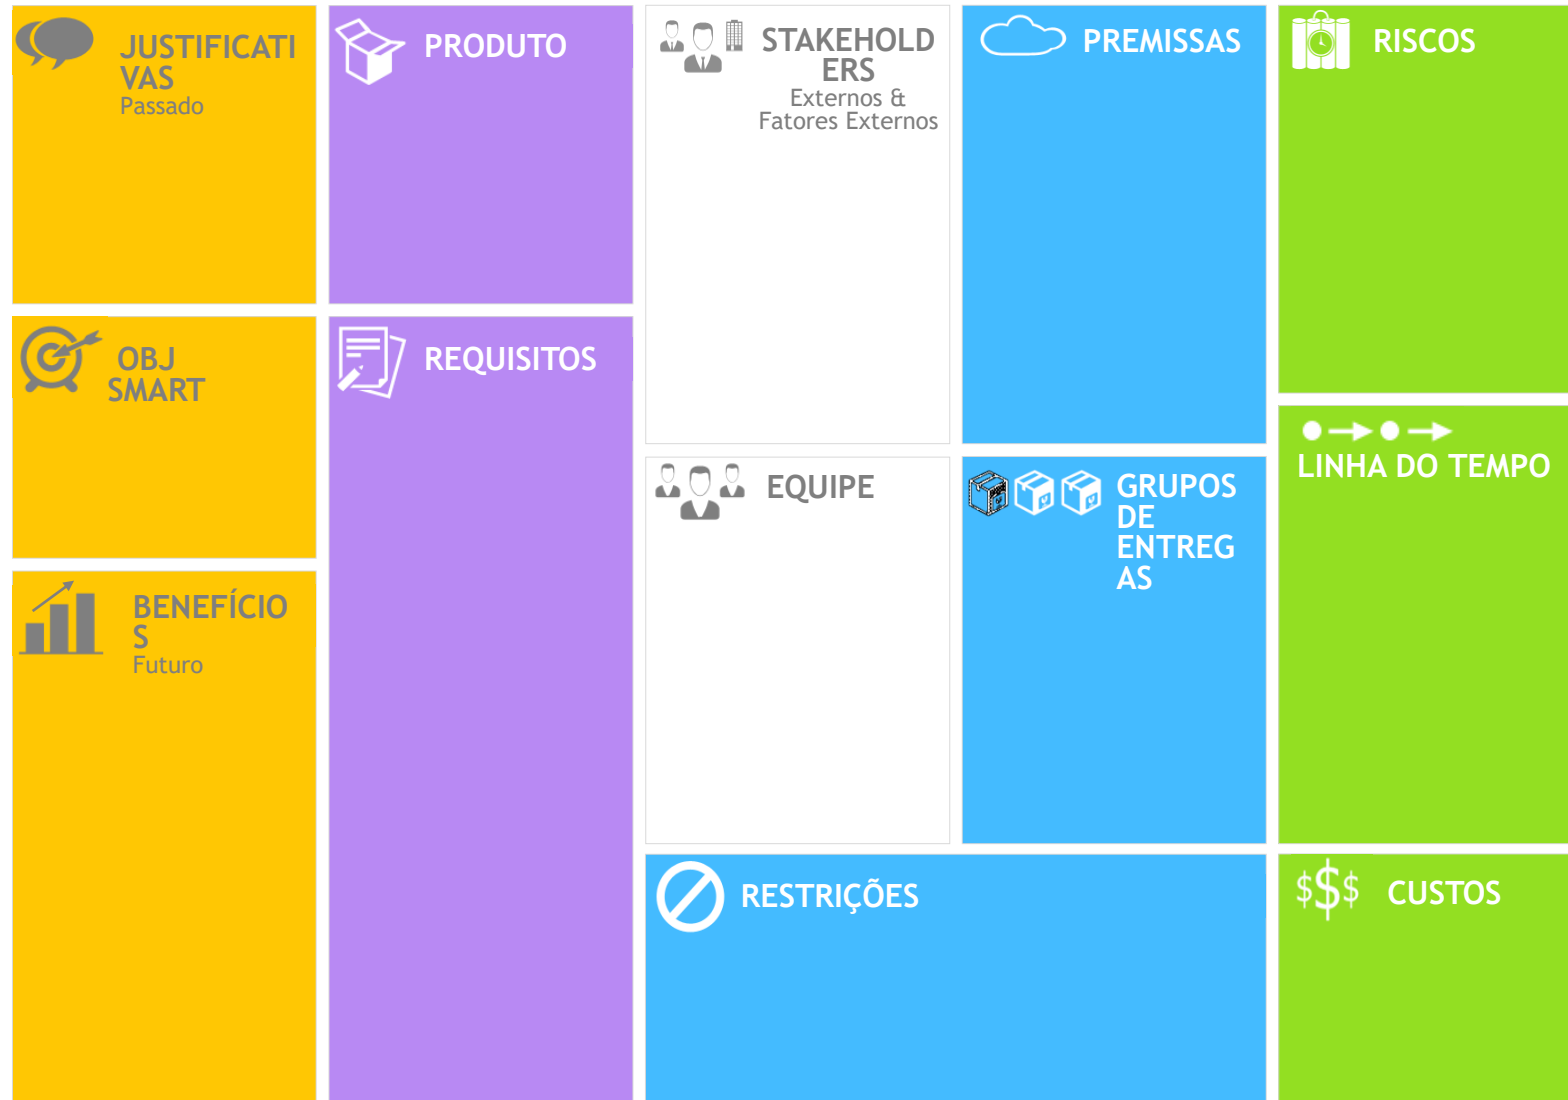 JUSTIFICATI
VAS
Passado
PRODUTO
STAKEHOLD
ERS
Externos &
Fatores Externos
PREMISSAS
RISCOS
OBJ
SMART
REQUISITOS
LINHA DO TEMPO
EQUIPE
GRUPOS
DE
ENTREG
AS
BENEFÍCIO
S
Futuro
RESTRIÇÕES
$$$ CUSTOS